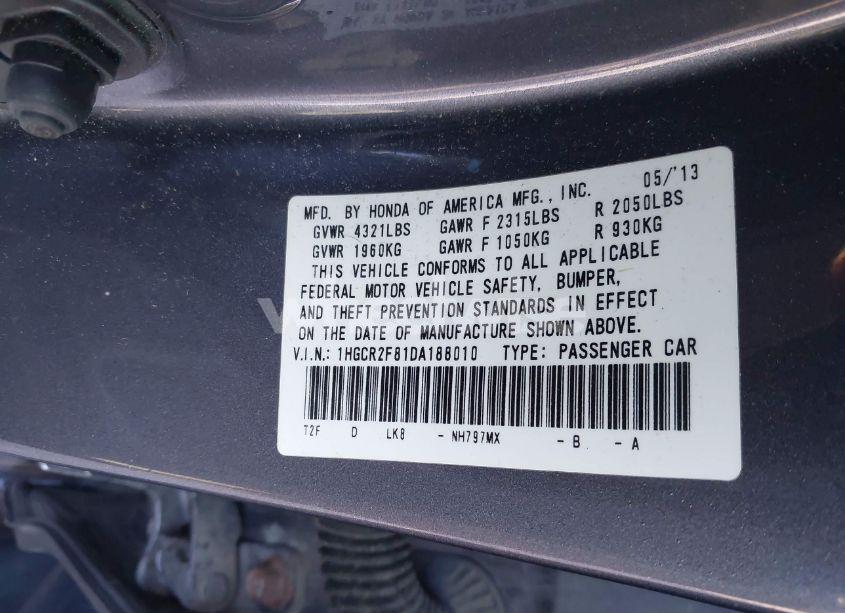 05/'13
MFD. BY HONDA OF AMERICA MFG., INC.
GVWR 4321LBS GAWR F 2315LBS R 2050LBS
GVWR 1960KG GAWR F 1050KG R 930KG
THIS VEHICLE CONFORMS TO ALL APPLICABLE
FEDERAL MOTOR VEHICLE SAFETY, BUMPER,
AND THEFT PREVENTION STANDARDS IN EFFECT
ON THE DATE OF MANUFACTURE SHOWN ABOVE.
V.I.N.: 1HGCR2F81DA188010 TYPE: PASSENGER CAR
T2F D LK8 - NH797MX - B - A